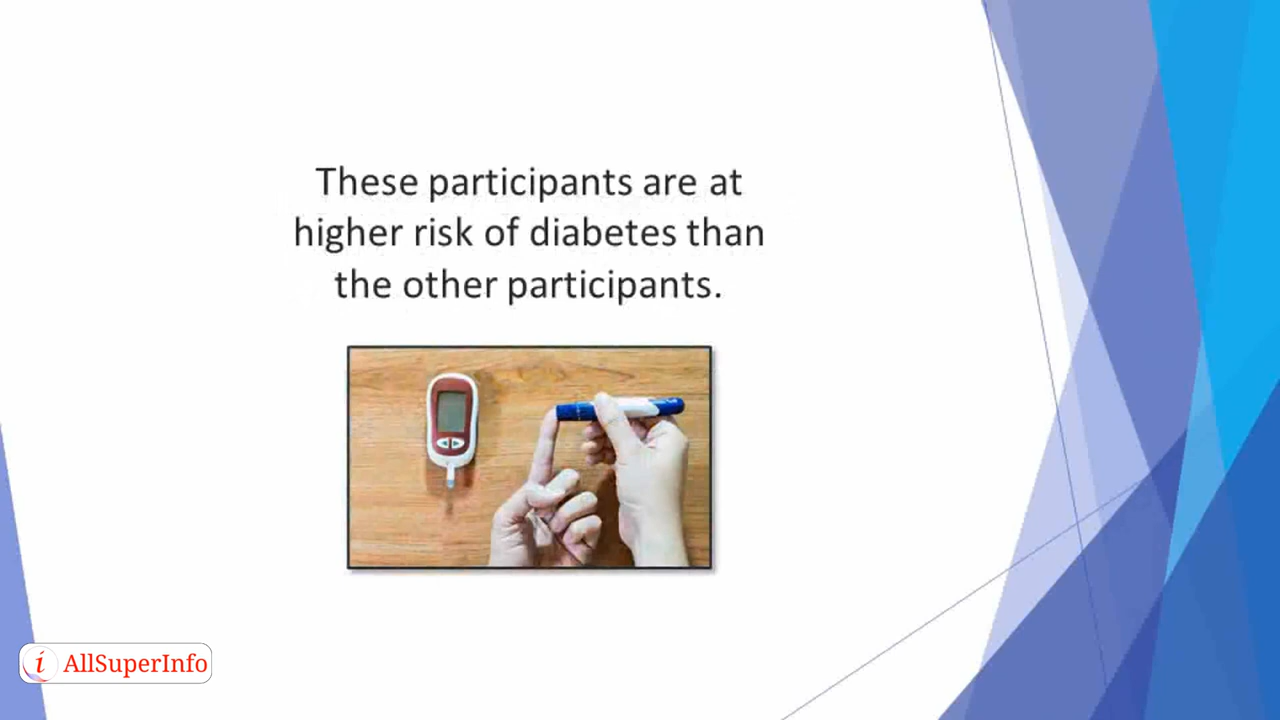 These participants are at
higher risk of diabetes than
the other participants.
i AllSuperInfo